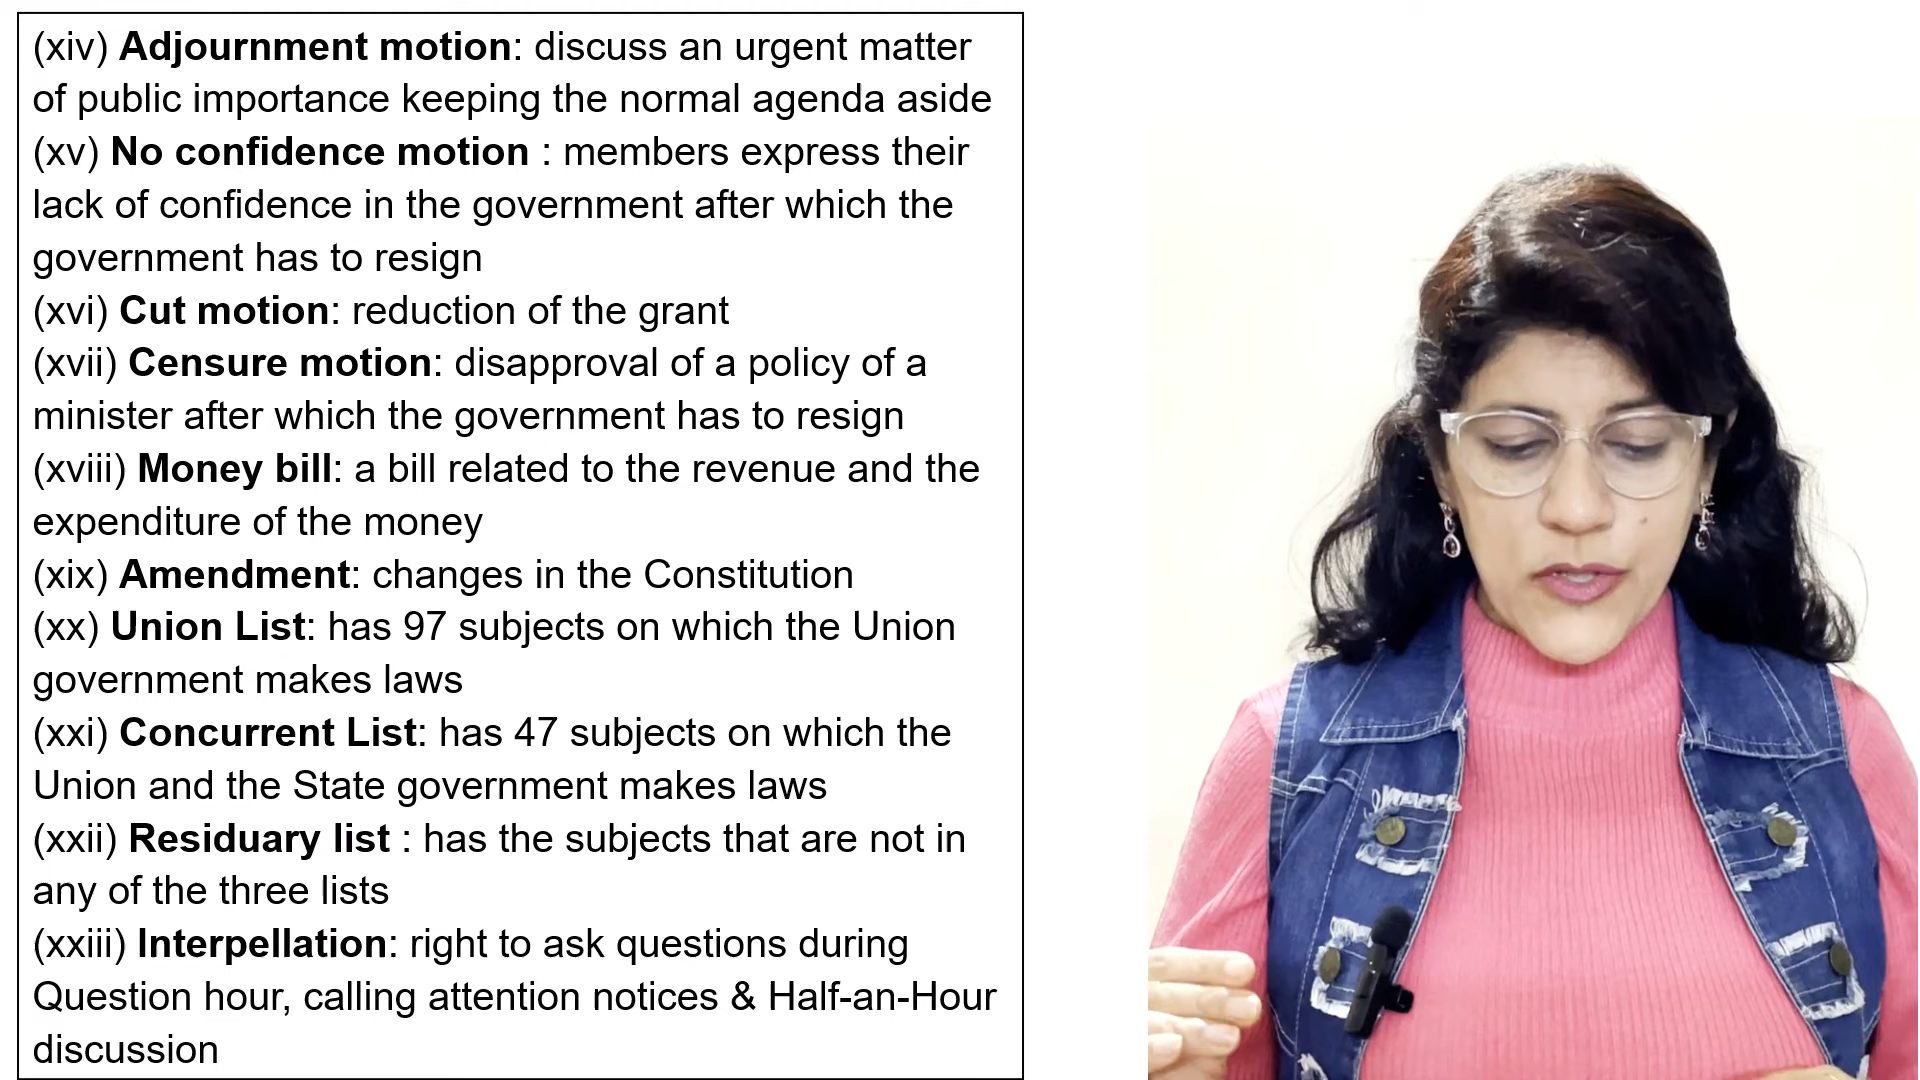 (xiv) Adjournment motion: discuss an urgent matter
of public importance keeping the normal agenda aside
(xv) No confidence motion : members express their
lack of confidence in the government after which the
government has to resign
(xvi) Cut motion: reduction of the grant
(xvii) Censure motion: disapproval of a policy of a
minister after which the government has to resign
(xviii) Money bill: a bill related to the revenue and the
expenditure of the money
(xix) Amendment: changes in the Constitution
(xx) Union List: has 97 subjects on which the Union
government makes laws
(xxi) Concurrent List: has 47 subjects on which the
Union and the State government makes laws
(xxii) Residuary list : has the subjects that are not in
any of the three lists
(xxiii) Interpellation: right to ask questions during
Question hour, calling attention notices & Half-an-Hour
discussion